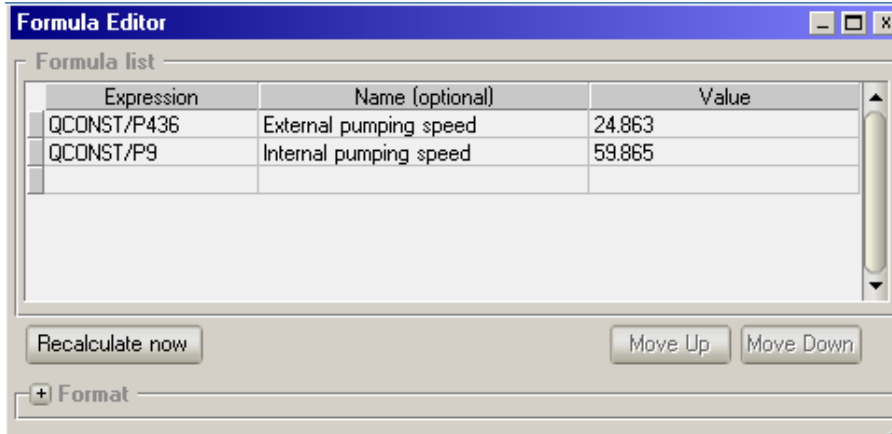 Formula Editor
Formula list
Expression Name (optional) Value
QCONST/P436 External pumping speed 24.863
QCONST/P9 Internal pumping speed 59.865
Recalculate now Move Up Move Down
Format